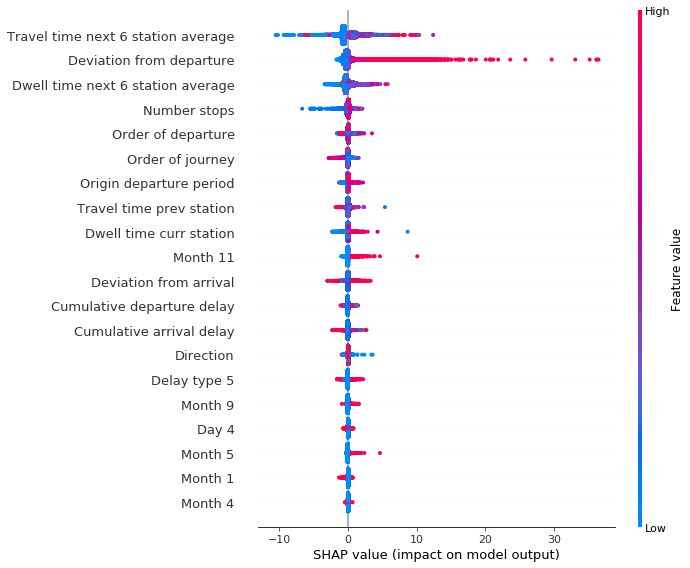 High
Travel time next 6 station average
Deviation from departure
Dwell time next 6 station average
Number stops
Order of departure
Order of journey
Origin departure period
Travel time prev station
Dwell time curr station
Month 11
Deviation from arrival
Cumulative departure delay
Cumulative arrival delay
Direction
Delay type 5
Month 9
Day 4
Month 5
Month 1
Month 4
Feature value
Low
−10 0 10 20 30
SHAP value (impact on model output)